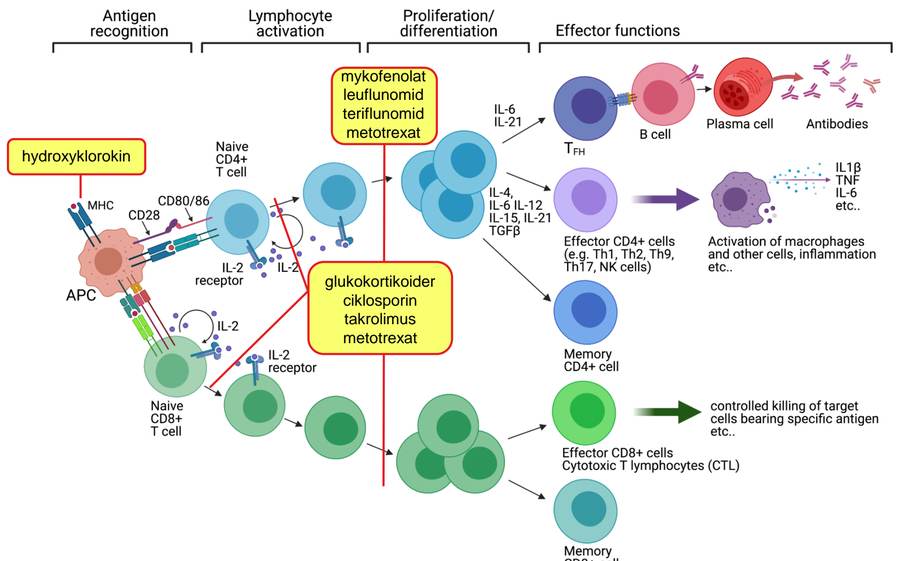 Antigen
recognition
Lymphocyte
activation
Proliferation/
differentiation
Effector functions
mykofenolat
leuflunomid
teriflunomid
metotrexat
hydroxyklorokin
MHC
CD28
CD80/86
APC
Naive
CD4+
T cell
IL-2
receptor
IL-2
IL-2
Naive
CD8+
T cell
IL-2
receptor
glukokortikoider
ciklosporin
takrolimus
metotrexat
IL-6
IL-21
IL-4,
IL-6 IL-12
IL-15, IL-21
TGFβ
TFH
B cell
Plasma cell
Antibodies
Effector CD4+ cells
(e.g. Th1, Th2, Th9,
Th17, NK cells)
IL1β
TNF
IL-6
etc..
Activation of macrophages
and other cells, inflammation
etc..
Memory
CD4+ cell
Effector CD8+ cells
Cytotoxic T lymphocytes (CTL)
controlled killing of target
cells bearing specific antigen
etc..
Memory